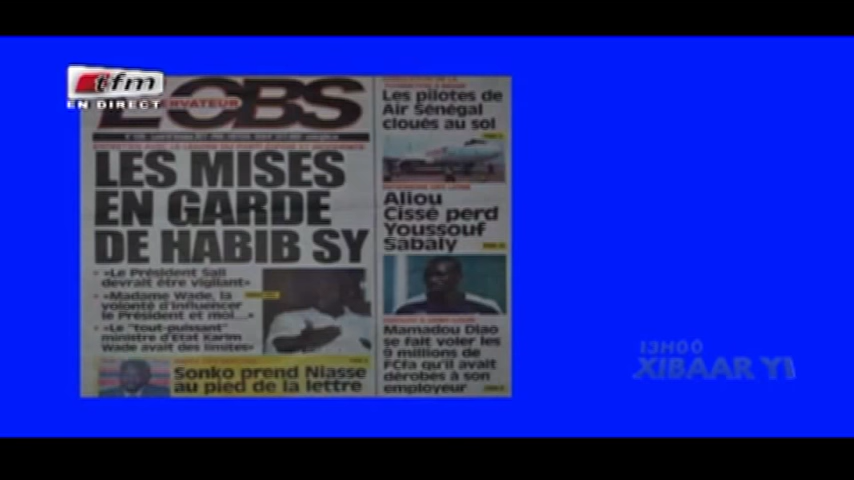 tfm
EN DIRECT
ERVATEUR
L'OBS
Les pilotes de
Air Sénégal
cloués au sol
LES MISES
EN GARDE
DE HABIB SY
Aliou
Cissé perd
Youssouf
Sabaly
• «Le Président Sall
devrait être vigilant»
• «Madame Wade, la
volonté d'influencer
le Président et moi...»
• «Le "tout-puissant"
ministre d'Etat Karim
Wade avait des limites»
Mamadou Diao
se fait voler les
9 millions de
FCfa qu'il avait
dérobés à son
employeur
Sonko prend Niasse
au pied de la lettre
13H00
XIBAAR YI